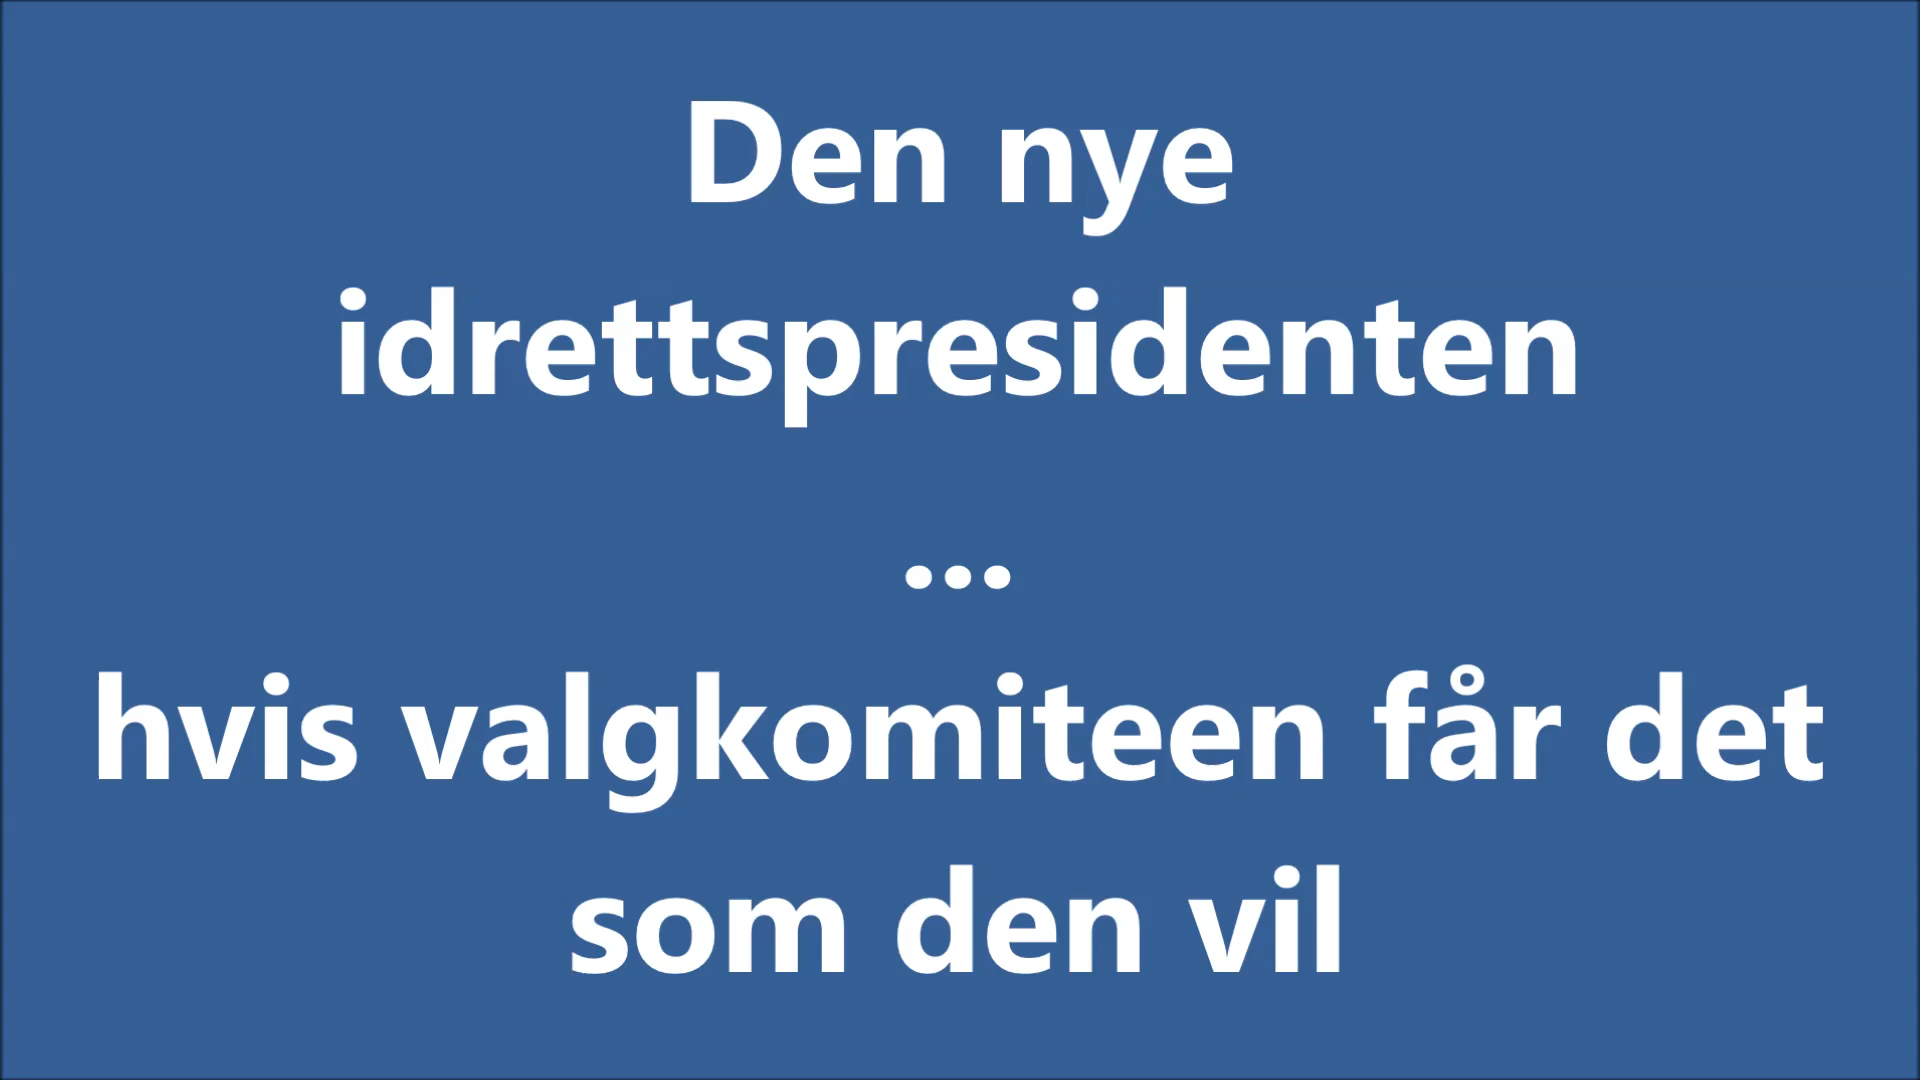 Den nye
idrettspresidenten
...
hvis valgkomiteen får det
som den vil